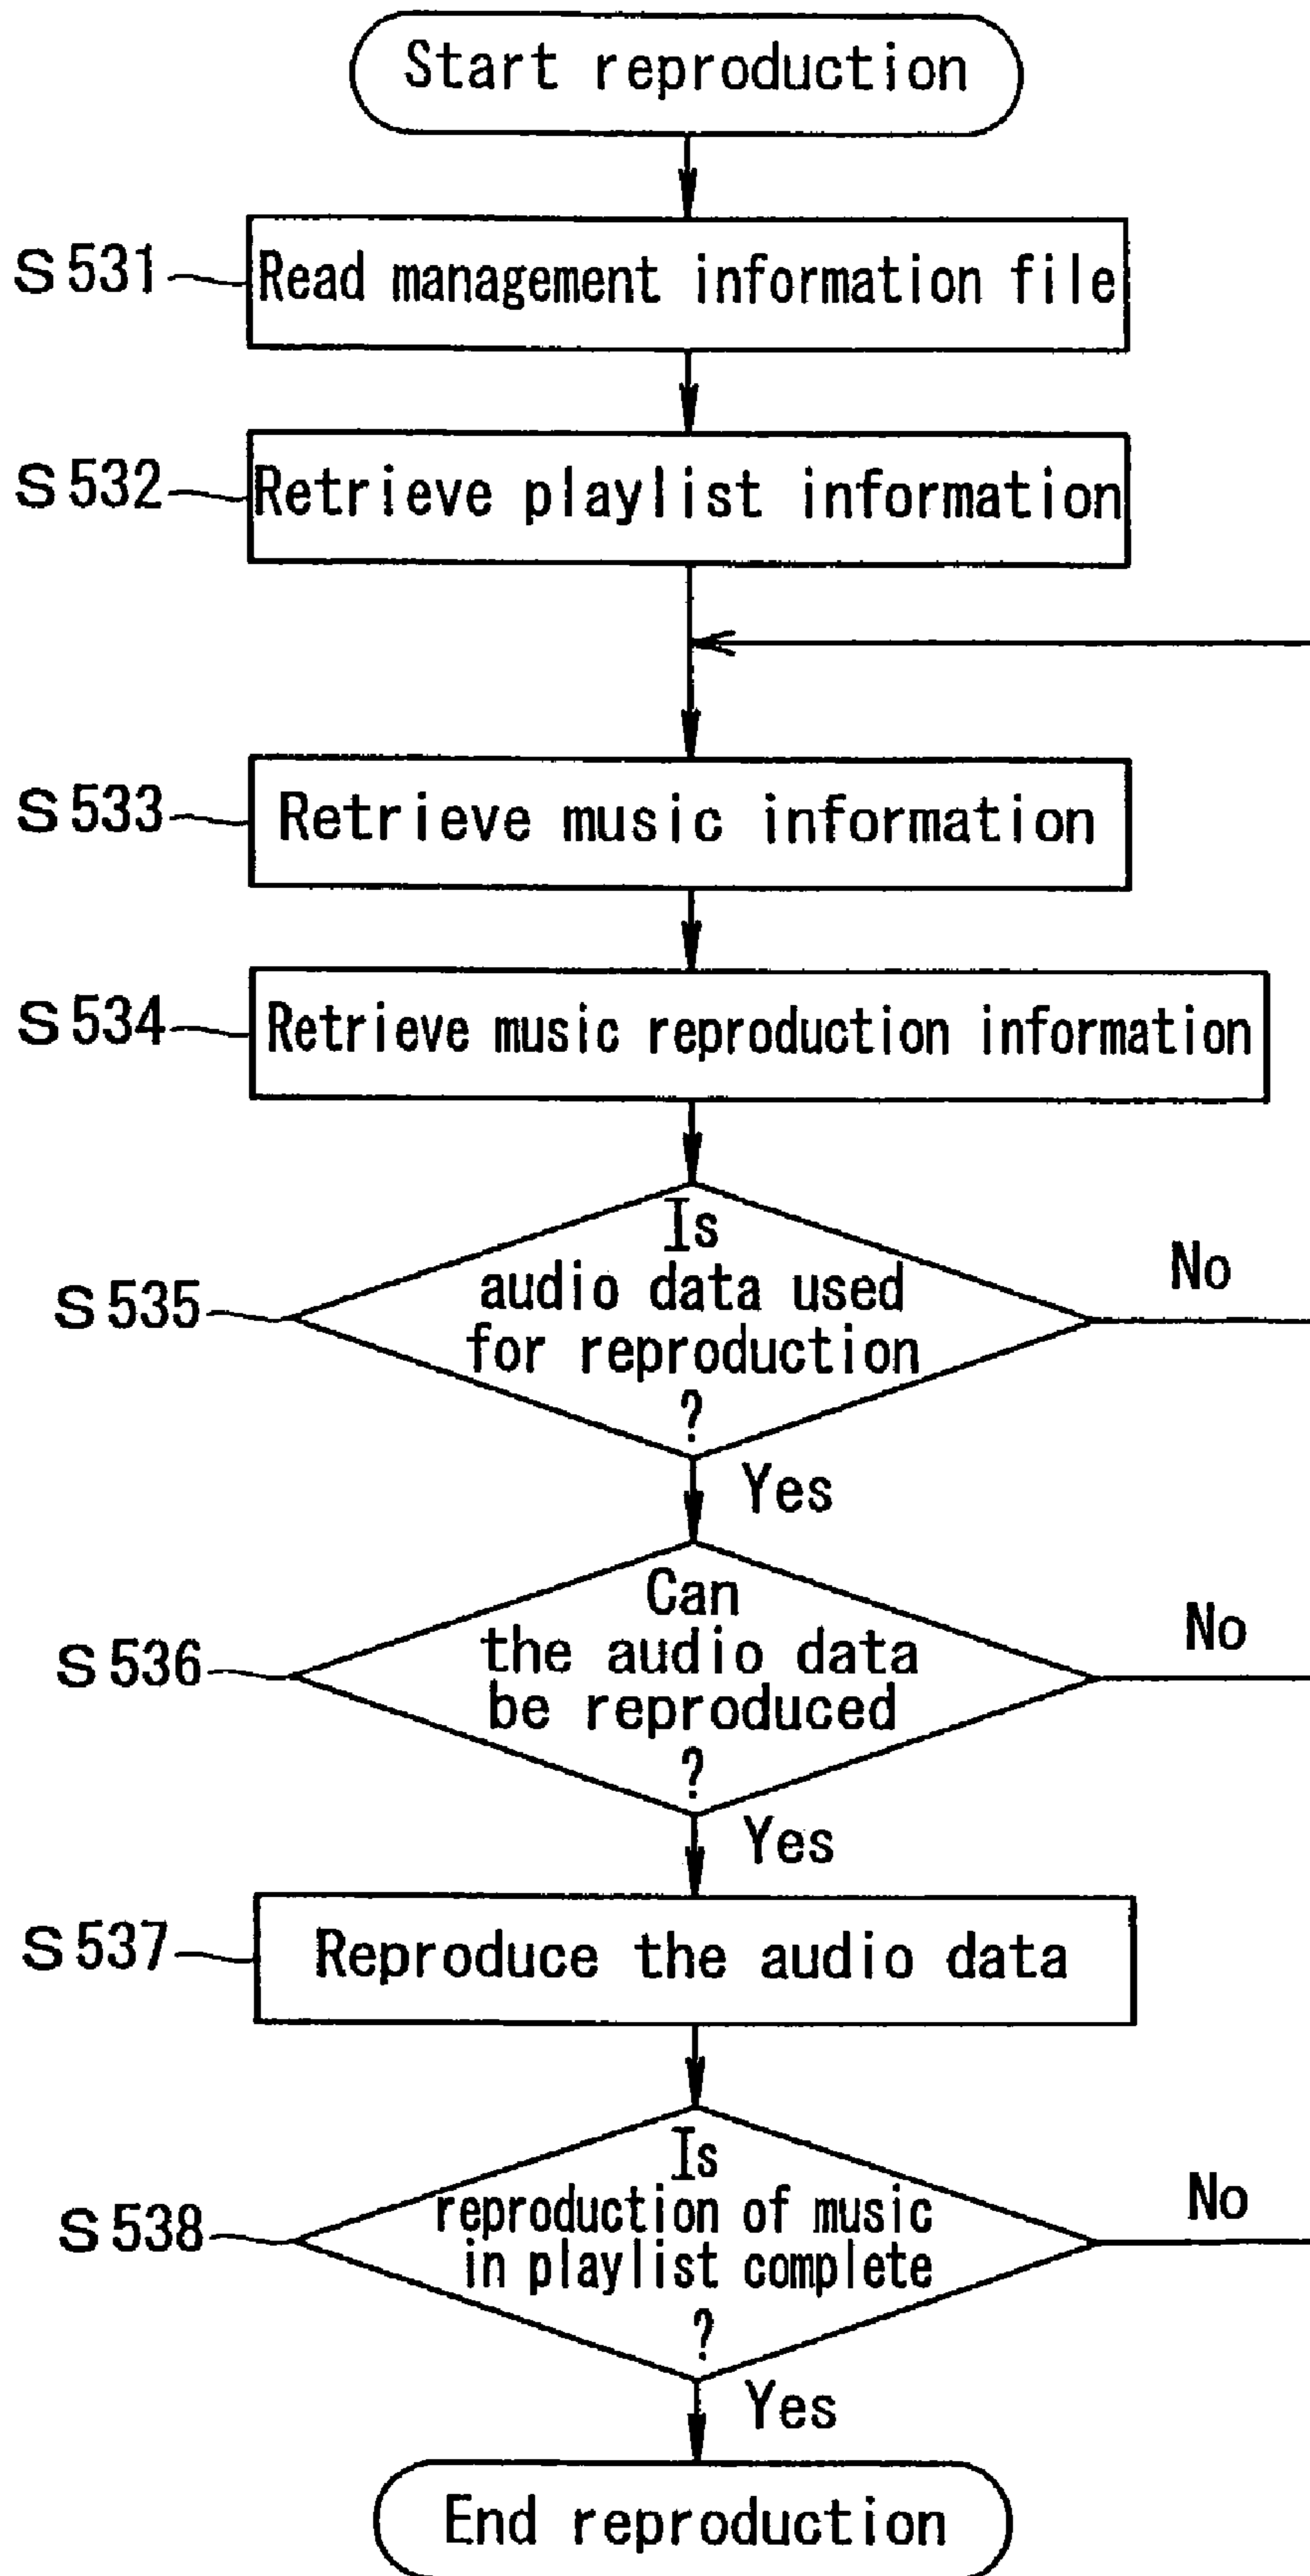 Start reproduction
S531
Read management information file
S532
Retrieve playlist information
S533
Retrieve music information
S534
Retrieve music reproduction information
S535
Is
audio data used
for reproduction
?
No
Yes
S536
Can
the audio data
be reproduced
?
No
Yes
S537
Reproduce the audio data
S538
Is
reproduction of music
in playlist complete
?
No
Yes
End reproduction